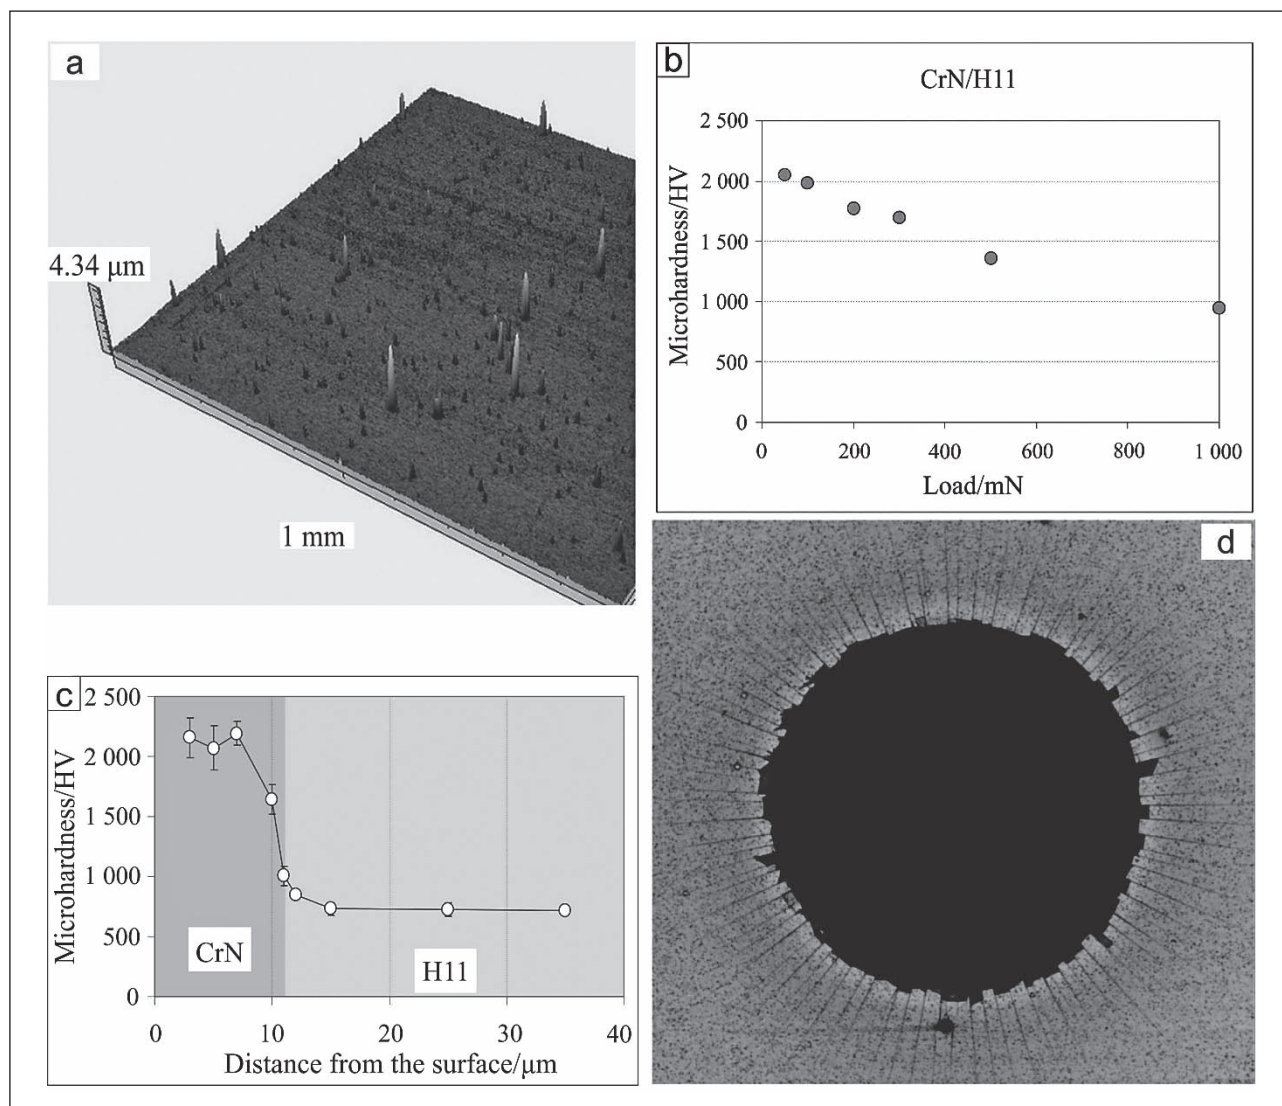 a
4.34 μm
1 mm
b
CrN/H11
Microhardness/HV
2 500
2 000
1 500
1 000
500
0
0 200 400 600 800 1 000
Load/mN
c
Microhardness/HV
2 500
2 000
1 500
1 000
500
0
CrN
H11
0 10 20 30 40
Distance from the surface/μm
d